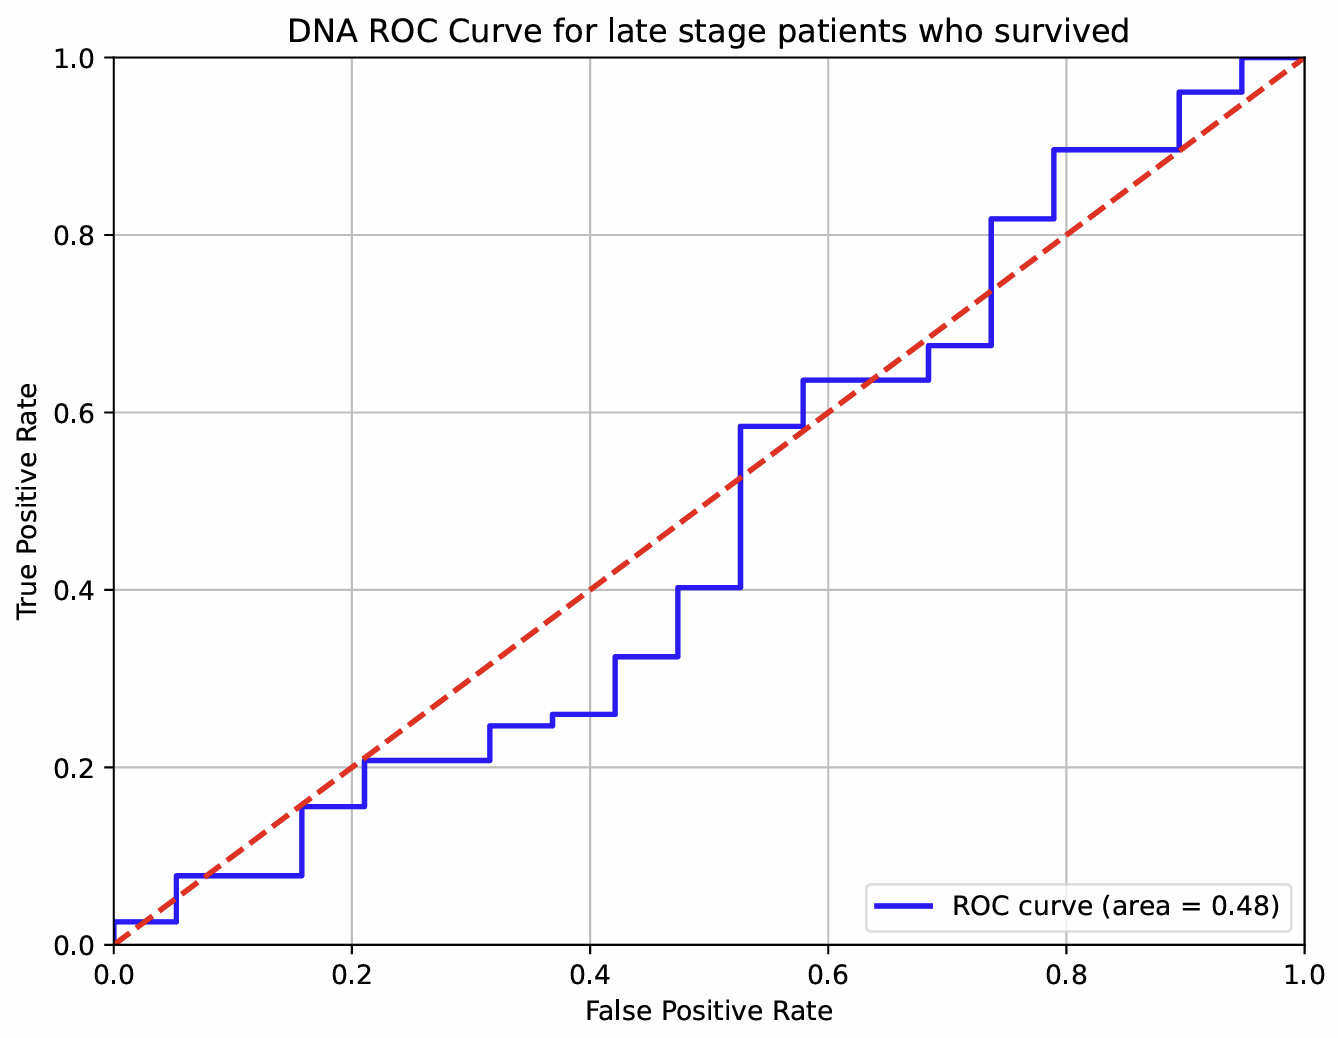 DNA ROC Curve for late stage patients who survived
1.0
0.8
0.6
0.4
0.2
0.0
True Positive Rate
ROC curve (area = 0.48)
0.0 0.2 0.4 0.6 0.8 1.0
False Positive Rate